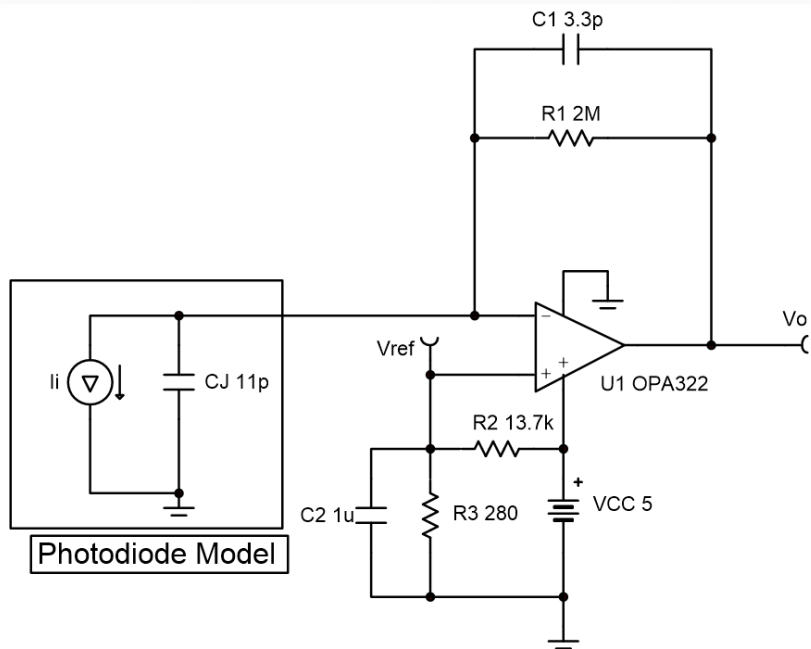 C1 3.3p
R1 2M
Vo
Vref
Ii
CJ 11p
U1 OPA322
R2 13.7k
C2 1u
R3 280
VCC 5
Photodiode Model